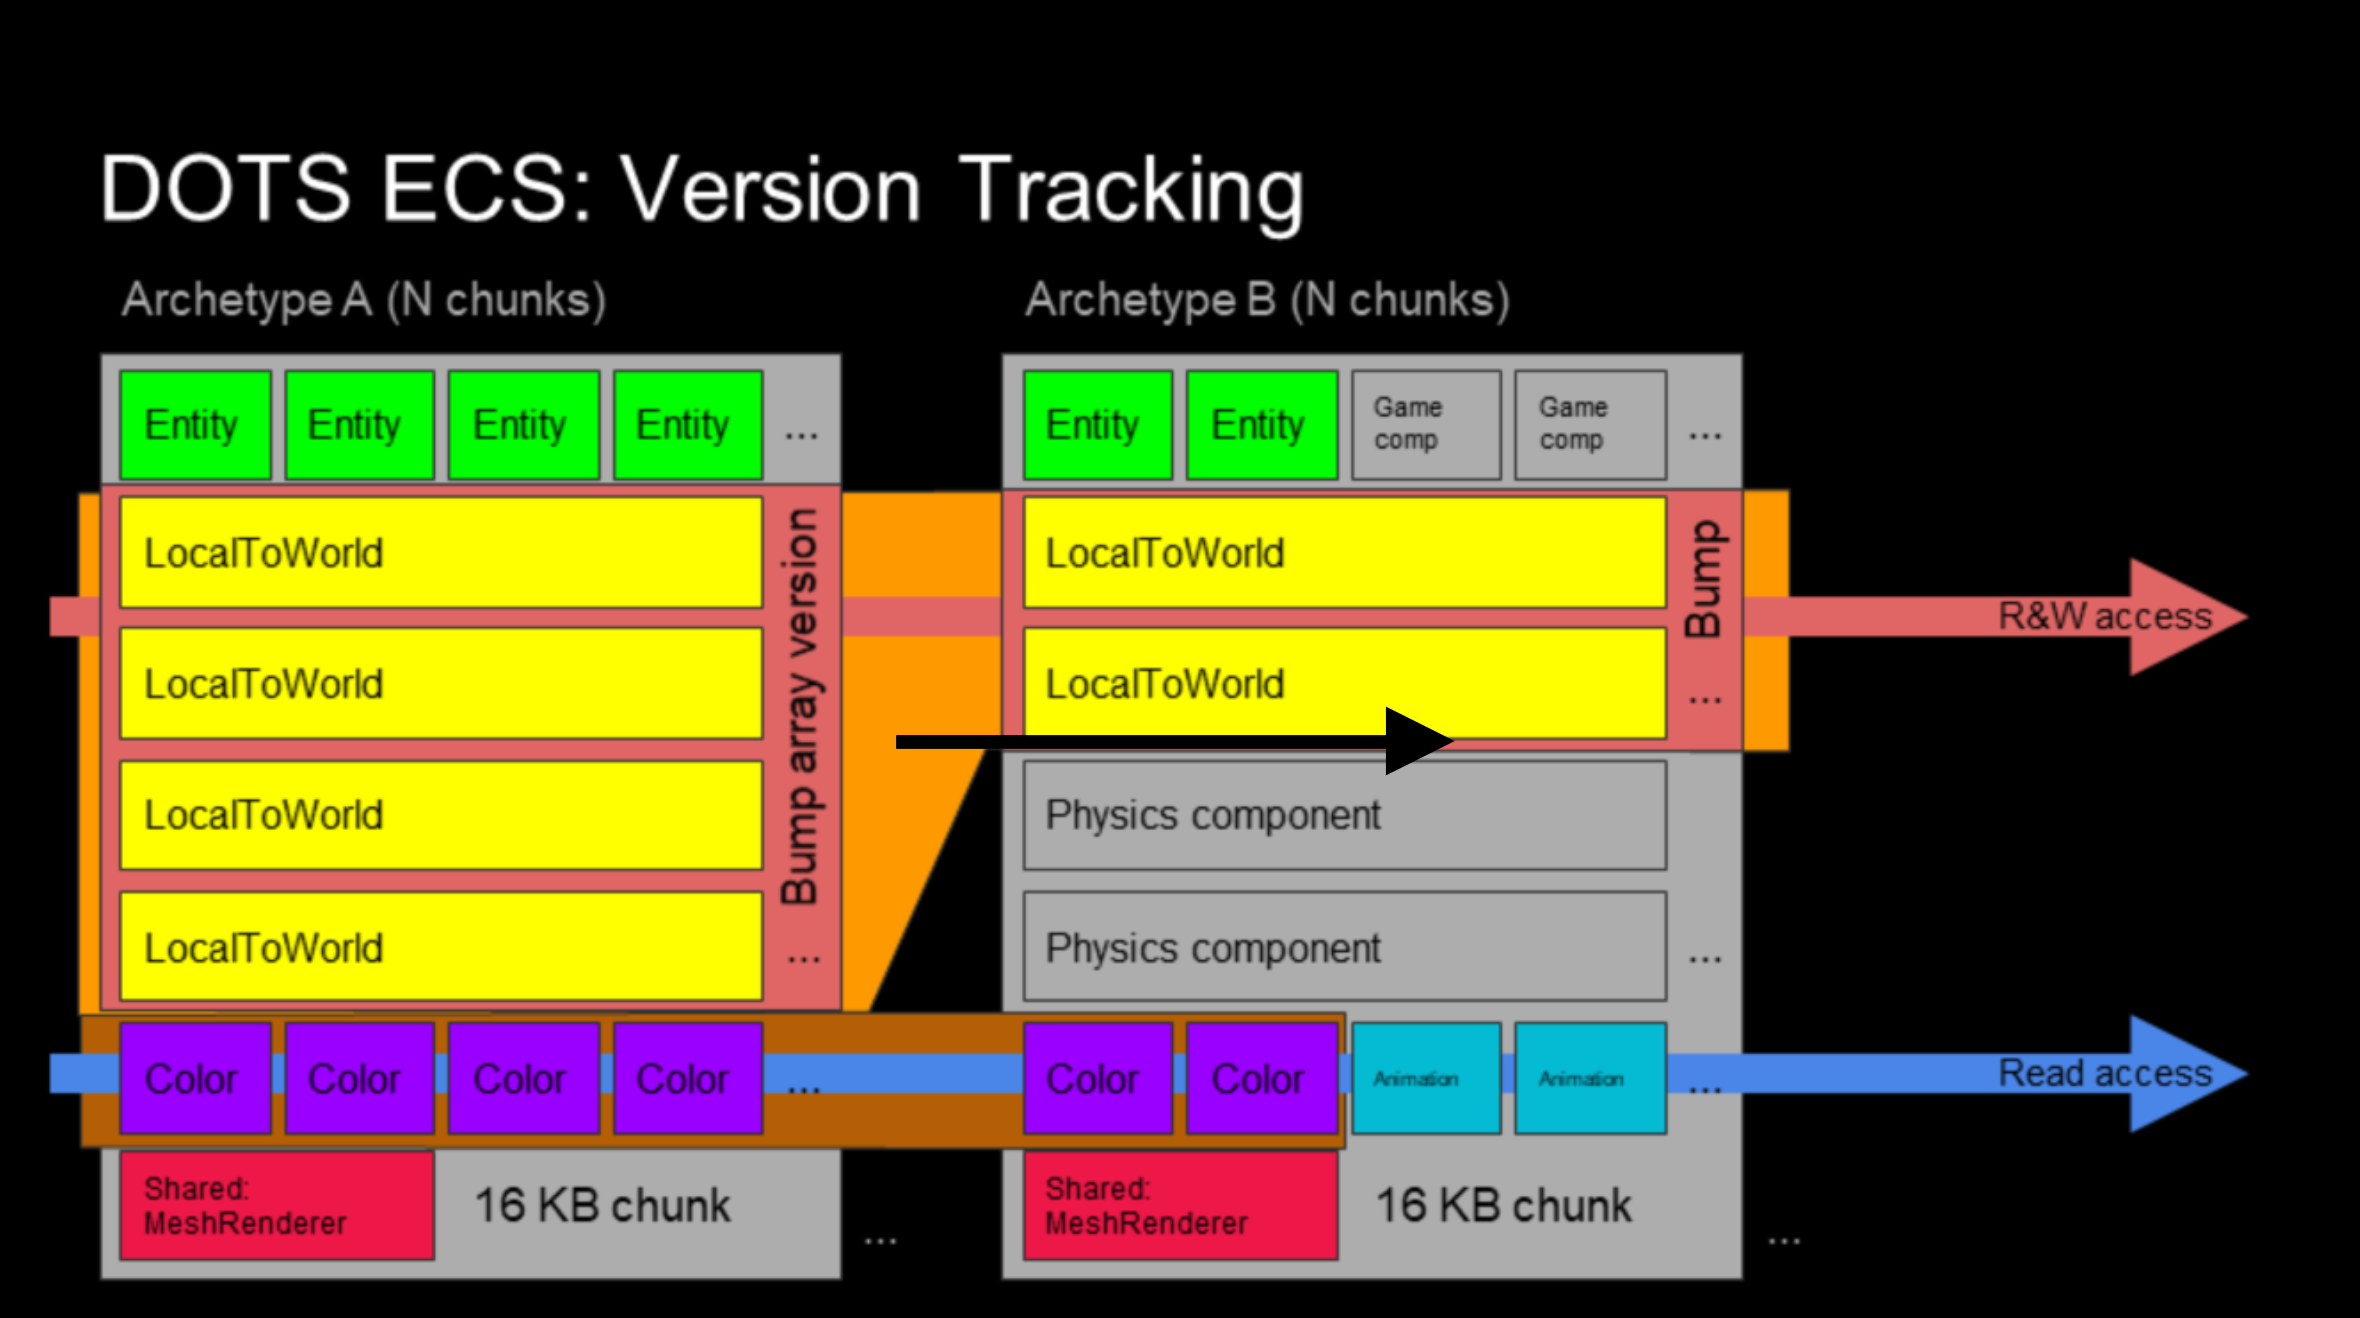 DOTS ECS: Version Tracking
Archetype A (N chunks)
Entity Entity Entity Entity ...
LocalToWorld
LocalToWorld
LocalToWorld
LocalToWorld
Bump array version
...
Color Color Color Color ...
Shared:
MeshRenderer
16 KB chunk
...
Archetype B (N chunks)
Entity Entity
Game
comp
Game
comp
...
LocalToWorld
LocalToWorld
Bump
...
Physics component
Physics component
...
Color Color Animation Animation ...
Shared:
MeshRenderer
16 KB chunk
...
R&W access
Read access